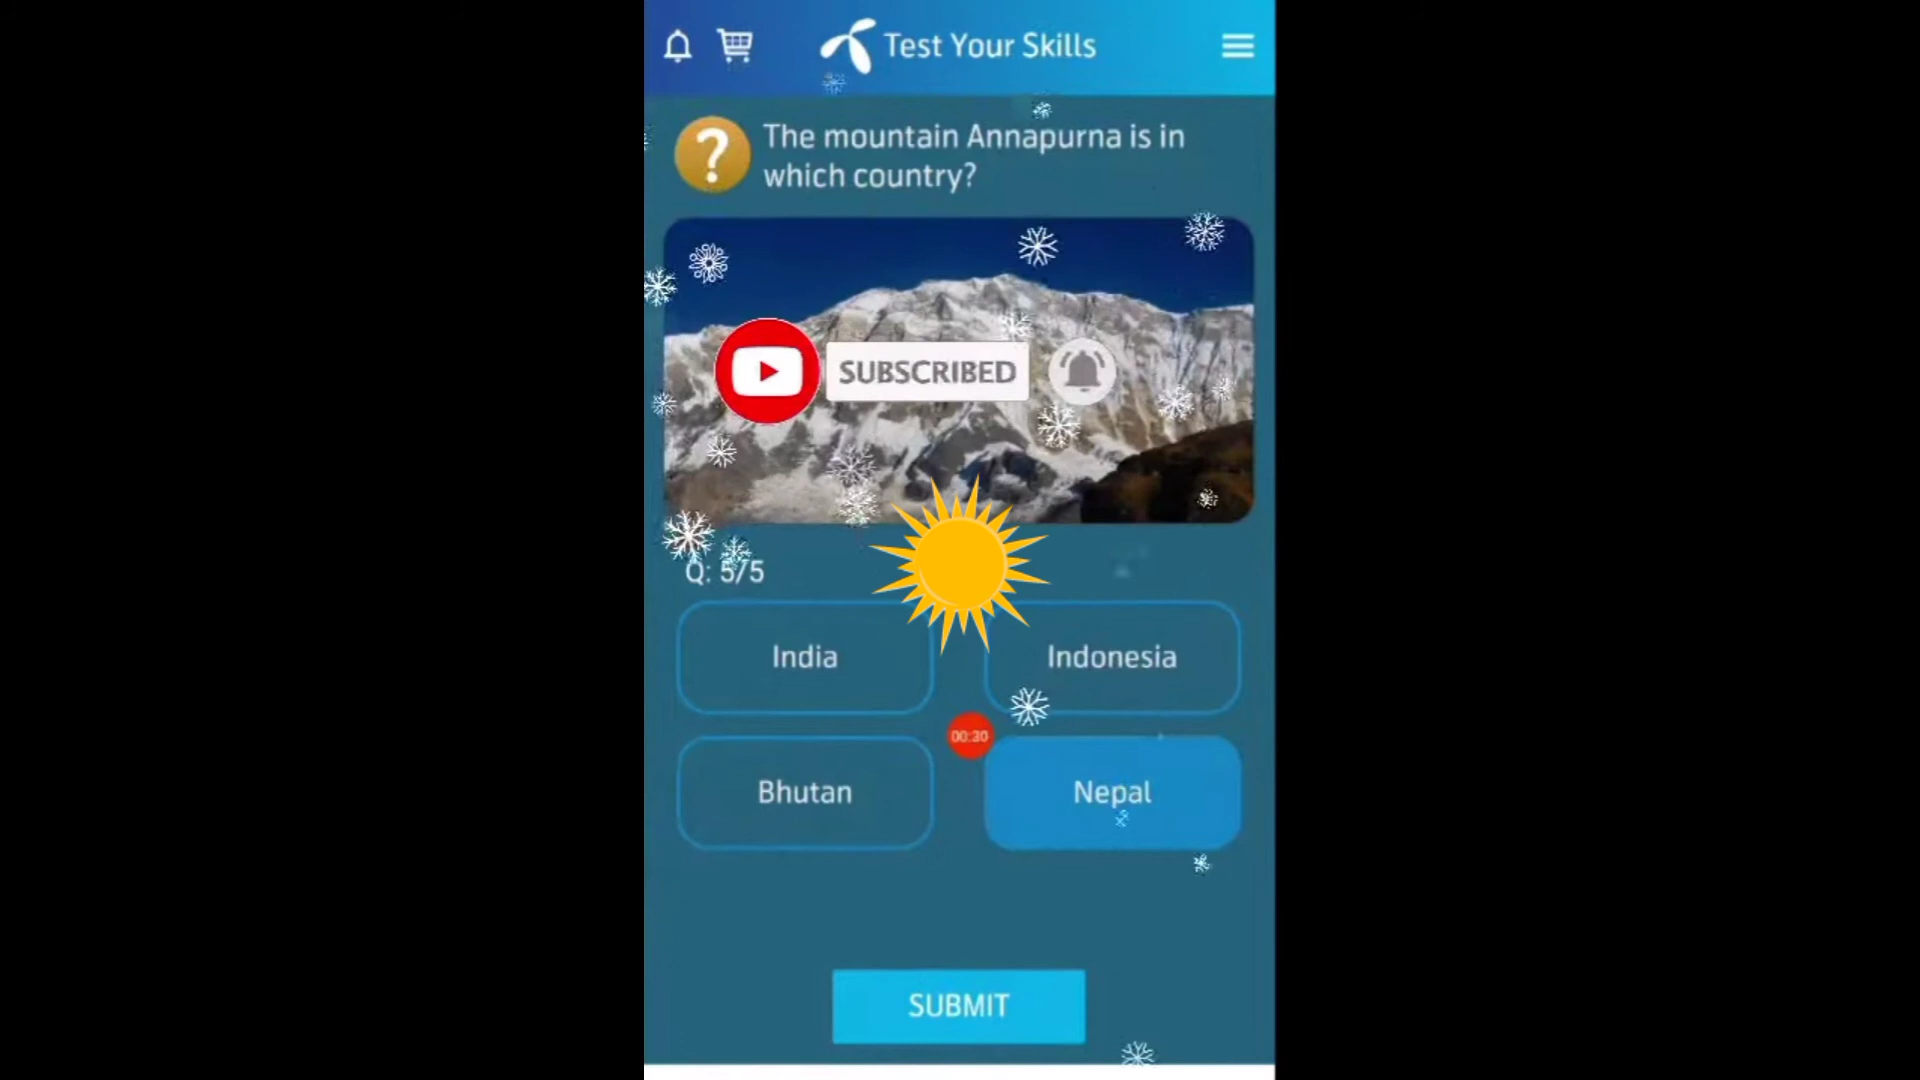 Test Your Skills
?
The mountain Annapurna is in
which country?
SUBSCRIBED
Q: 5/5
India
Indonesia
00:30
Bhutan
Nepal
SUBMIT